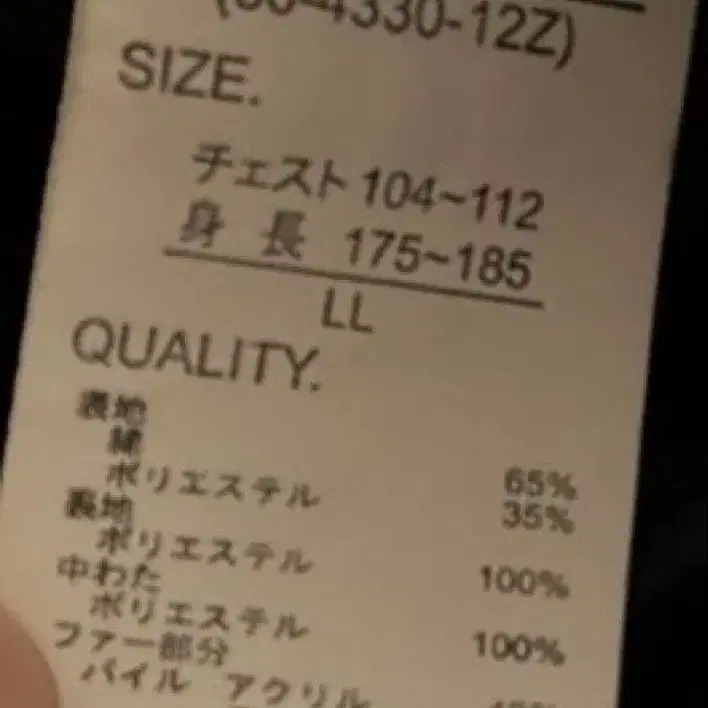 -4330-12Z)
SIZE.
チェスト 104~112
身 長 175~185
LL
QUALITY.
表地
綿 65%
ポリエステル 35%
裏地
ポリエステル 100%
中わた
ポリエステル 100%
ファー部分
パイル アクリル